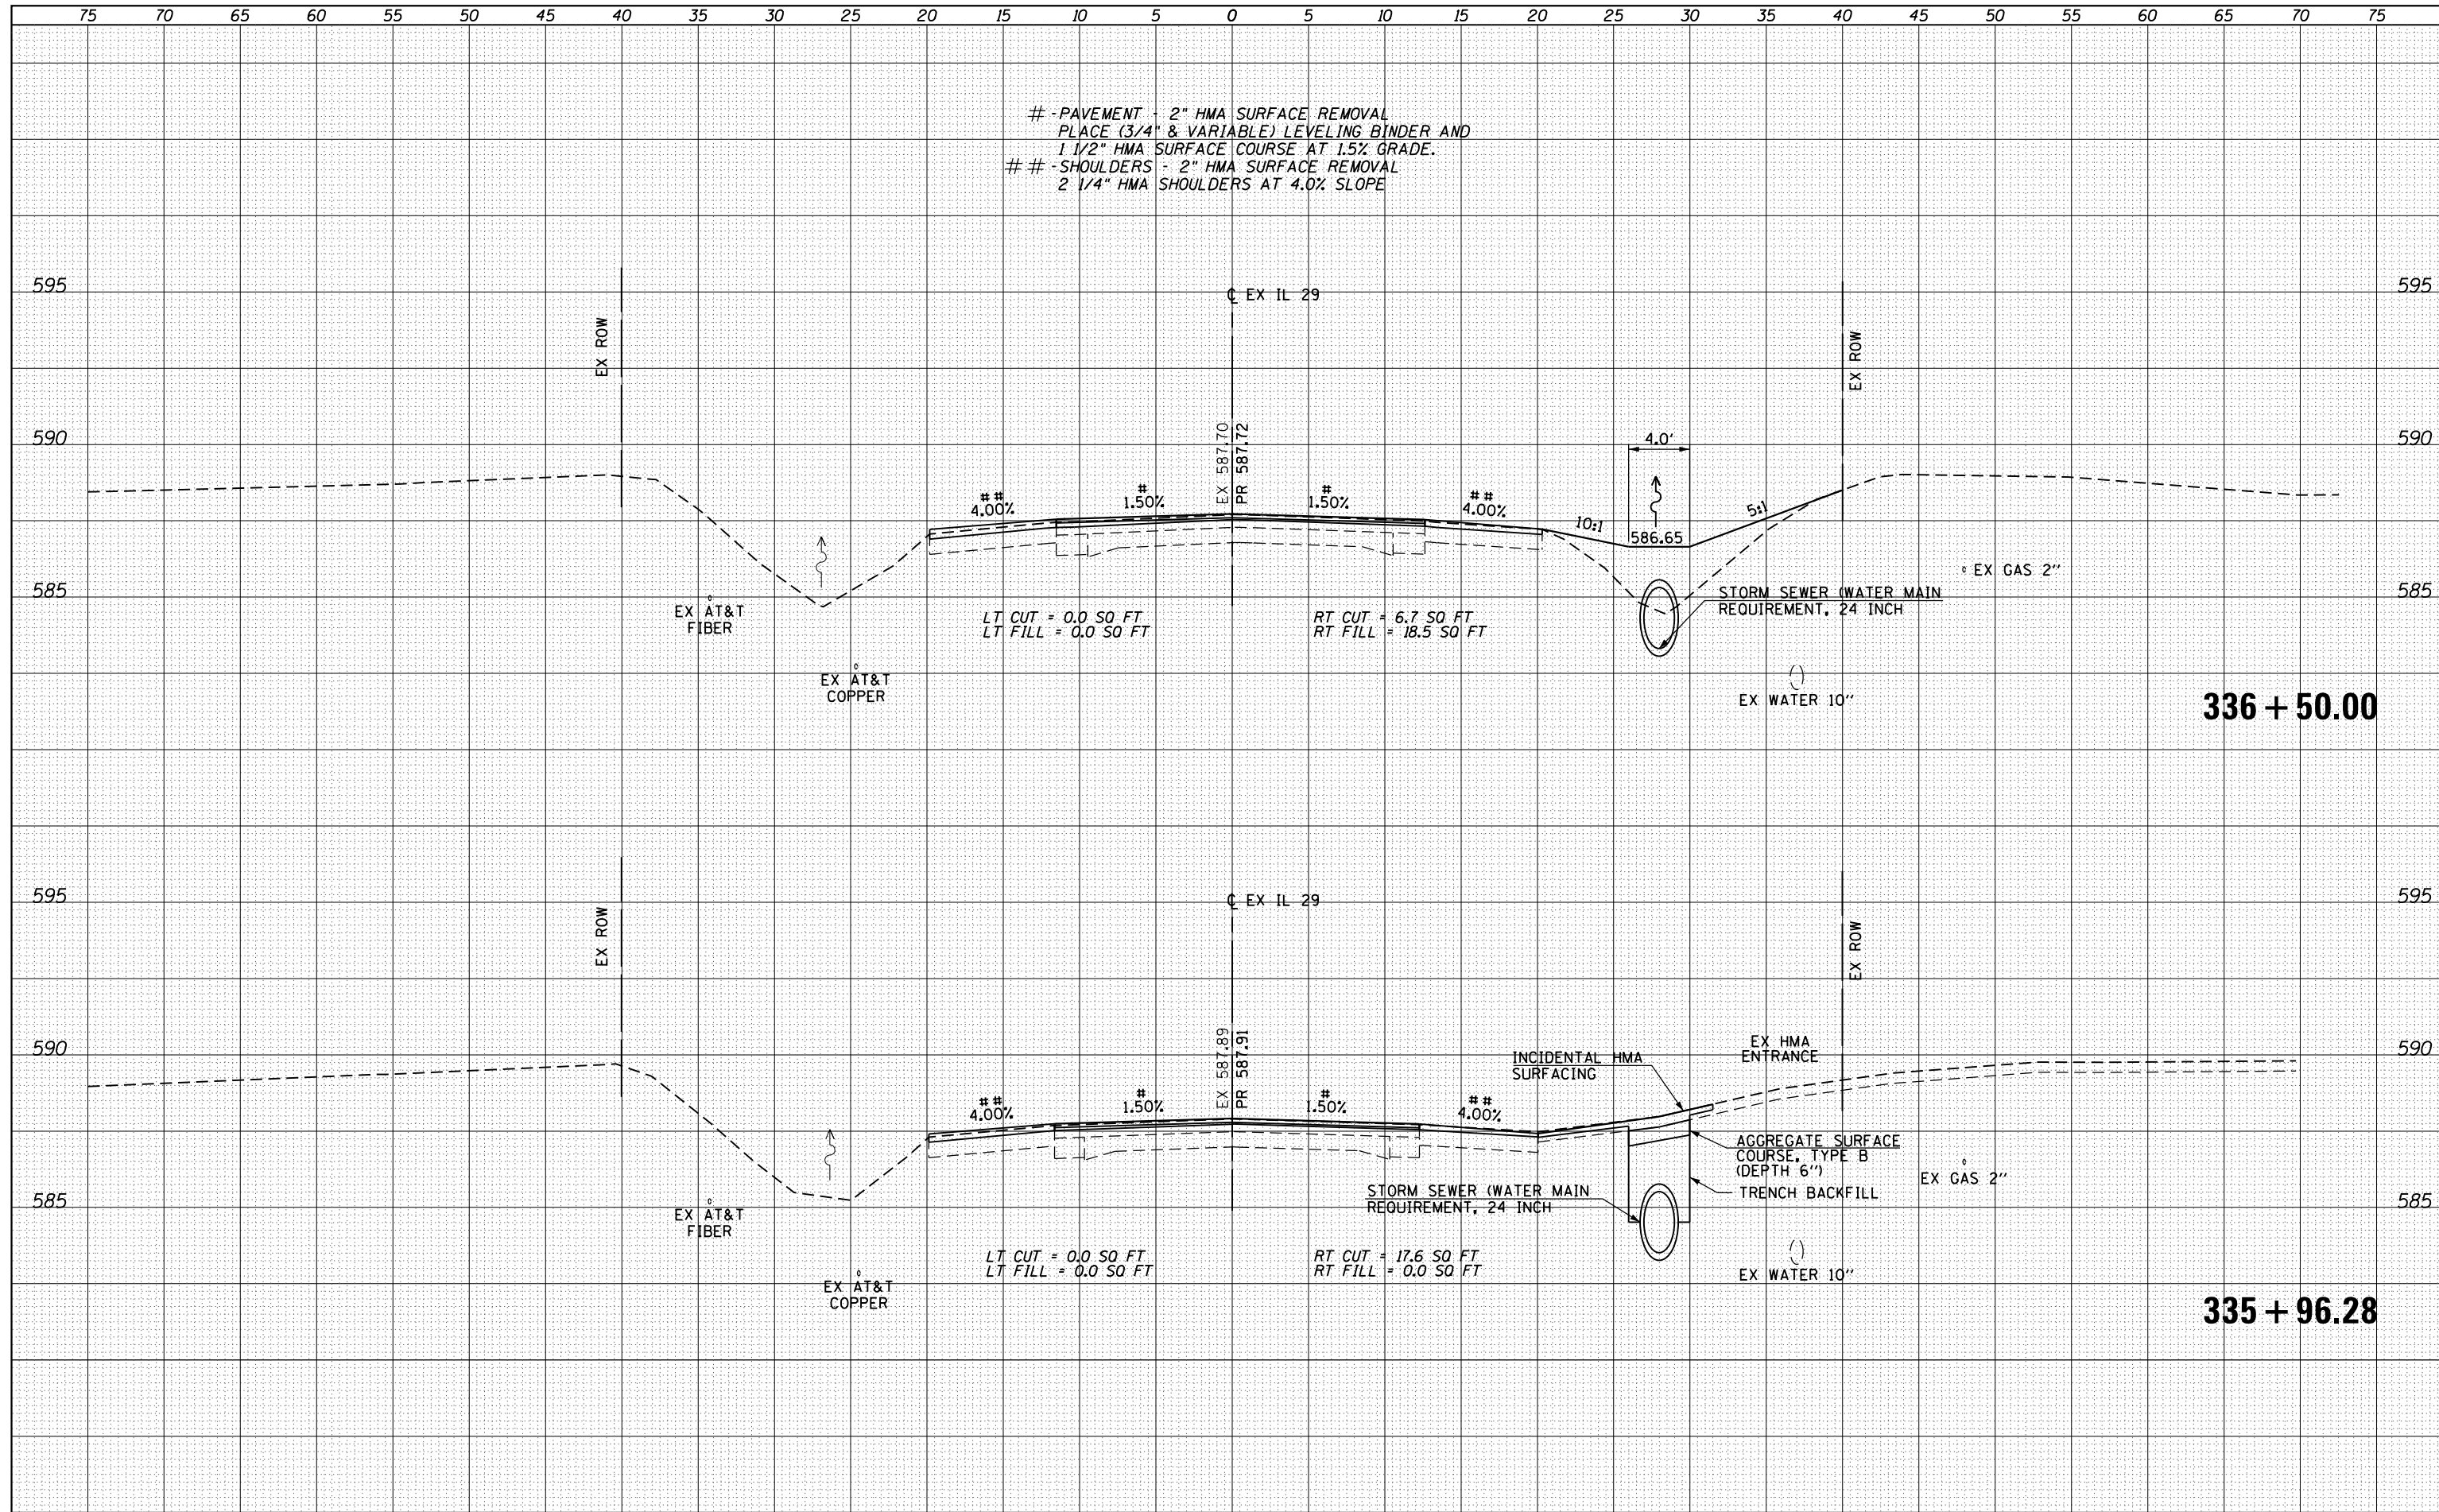 75 70 65 60 55 50 45 40 35 30 25 20 15 10 5 0 5 10 15 20 25 30 35 40 45 50 55 60 65 70 75
# - PAVEMENT - 2" HMA SURFACE REMOVAL
PLACE (3/4" & VARIABLE) LEVELING BINDER AND
1 1/2" HMA SURFACE COURSE AT 1.5% GRADE.
# # - SHOULDERS - 2" HMA SURFACE REMOVAL
2 1/4" HMA SHOULDERS AT 4.0% SLOPE
595
595
℄ EX IL 29
EX ROW
EX ROW
590
590
EX 587.70
PR 587.72
4.0'
# #
4.00%
#
1.50%
#
1.50%
# #
4.00%
10:1
586.65
5:1
585
585
EX AT&T
FIBER
EX AT&T
COPPER
LT CUT = 0.0 SQ FT
LT FILL = 0.0 SQ FT
RT CUT = 6.7 SQ FT
RT FILL = 18.5 SQ FT
EX GAS 2''
STORM SEWER (WATER MAIN
REQUIREMENT, 24 INCH
EX WATER 10''
336 + 50.00
595
595
℄ EX IL 29
EX ROW
EX ROW
590
590
EX 587.89
PR 587.91
# #
4.00%
#
1.50%
#
1.50%
# #
4.00%
INCIDENTAL HMA
SURFACING
EX HMA
ENTRANCE
AGGREGATE SURFACE
COURSE, TYPE B
(DEPTH 6'')
TRENCH BACKFILL
EX GAS 2''
585
585
EX AT&T
FIBER
EX AT&T
COPPER
STORM SEWER (WATER MAIN
REQUIREMENT, 24 INCH
LT CUT = 0.0 SQ FT
LT FILL = 0.0 SQ FT
RT CUT = 17.6 SQ FT
RT FILL = 0.0 SQ FT
EX WATER 10''
335 + 96.28